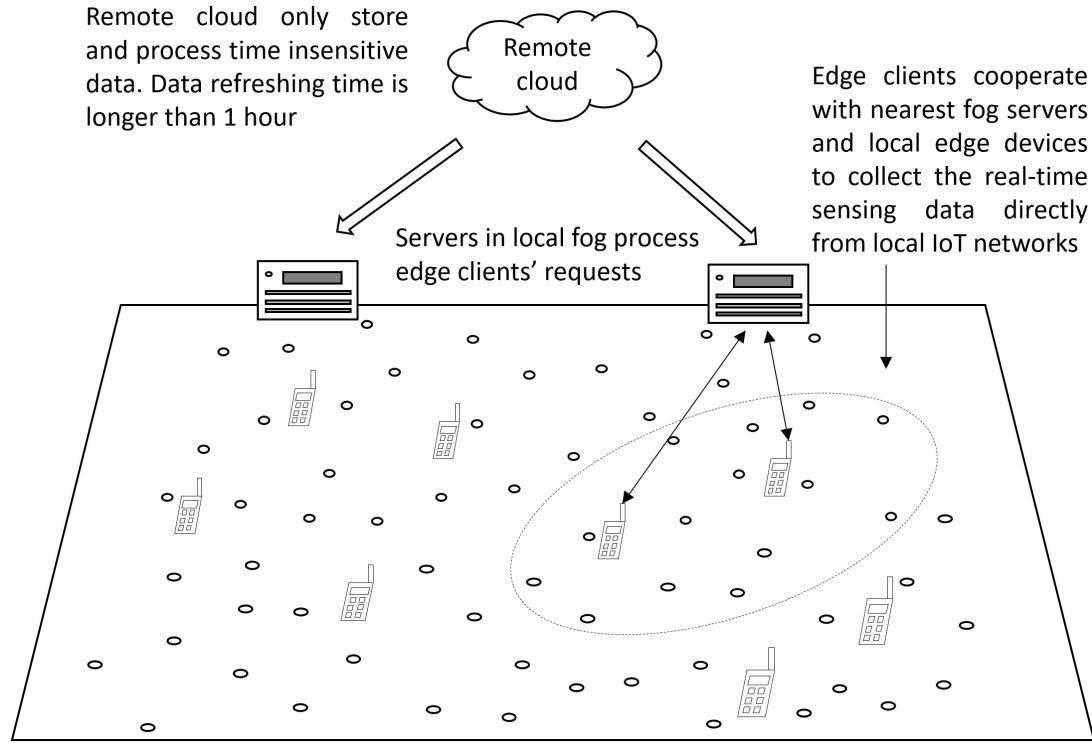 Remote cloud only store
and process time insensitive
data. Data refreshing time is
longer than 1 hour
Remote
cloud
Edge clients cooperate
with nearest fog servers
and local edge devices
to collect the real-time
sensing data directly
from local IoT networks
Servers in local fog process
edge clients’ requests